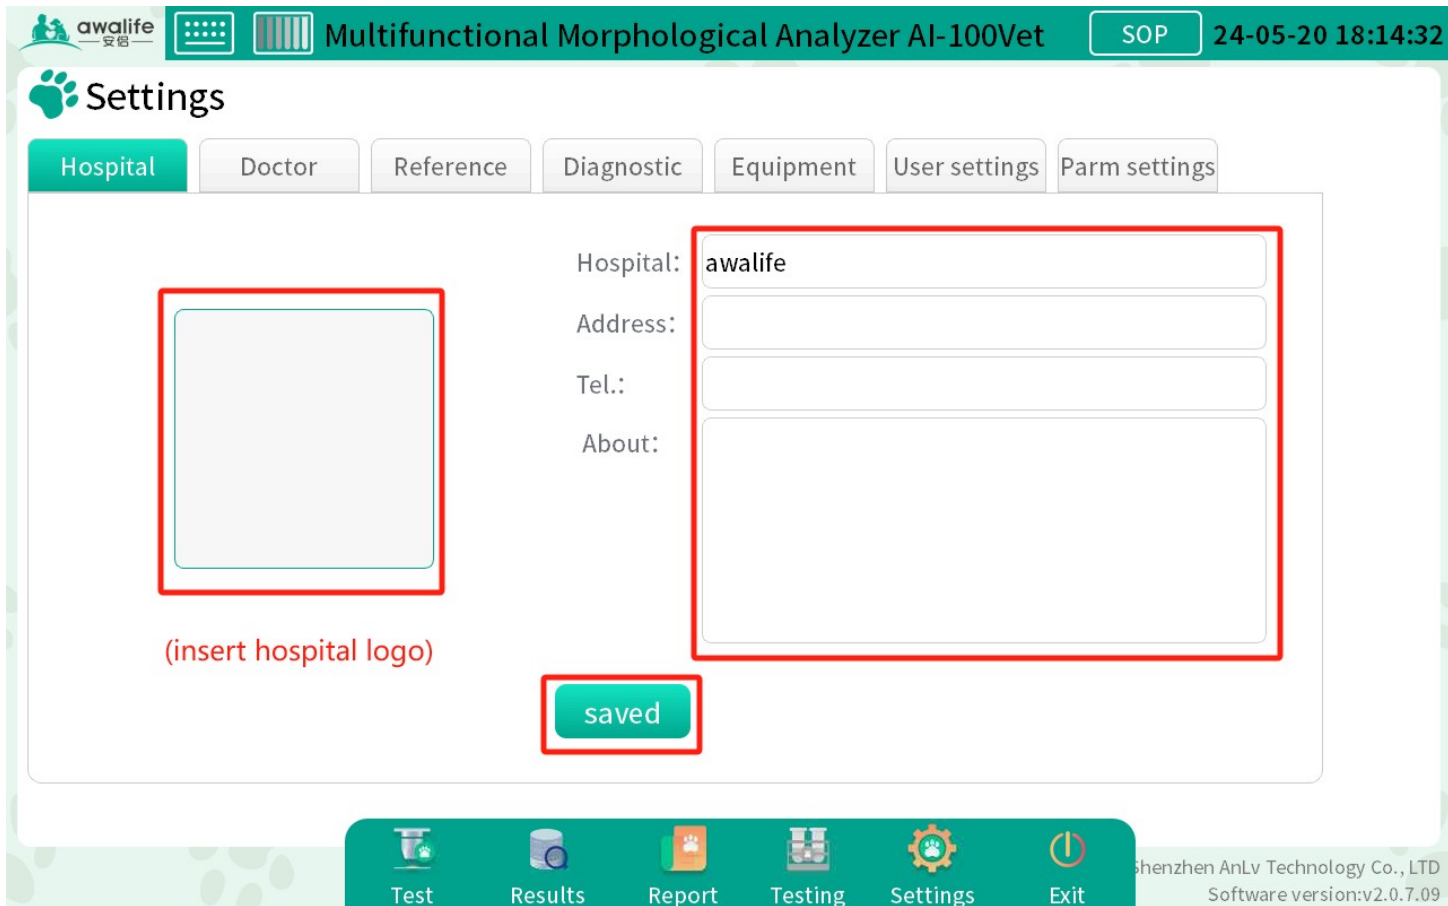 awalife
安侣
Multifunctional Morphological Analyzer AI-100Vet
SOP
24-05-20 18:14:32
Settings
Hospital
Doctor
Reference
Diagnostic
Equipment
User settings
Parm settings
Hospital: awalife
Address:
Tel.:
About:
(insert hospital logo)
saved
Test
Results
Report
Testing
Settings
Exit
Shenzhen AnLv Technology Co., LTD
Software version:v2.0.7.09